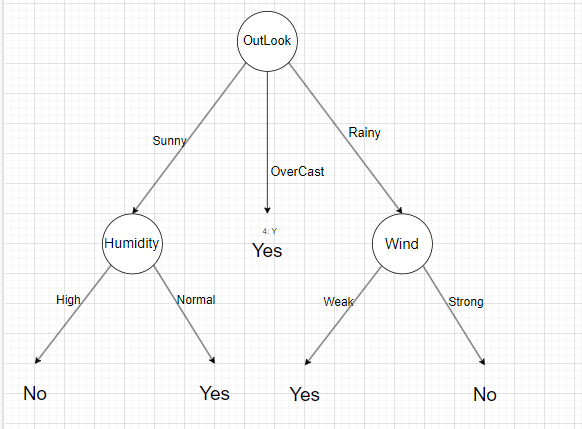 OutLook
Sunny
Rainy
OverCast
4: Y
Yes
Humidity
Wind
High
Normal
Weak
Strong
No
Yes
Yes
No